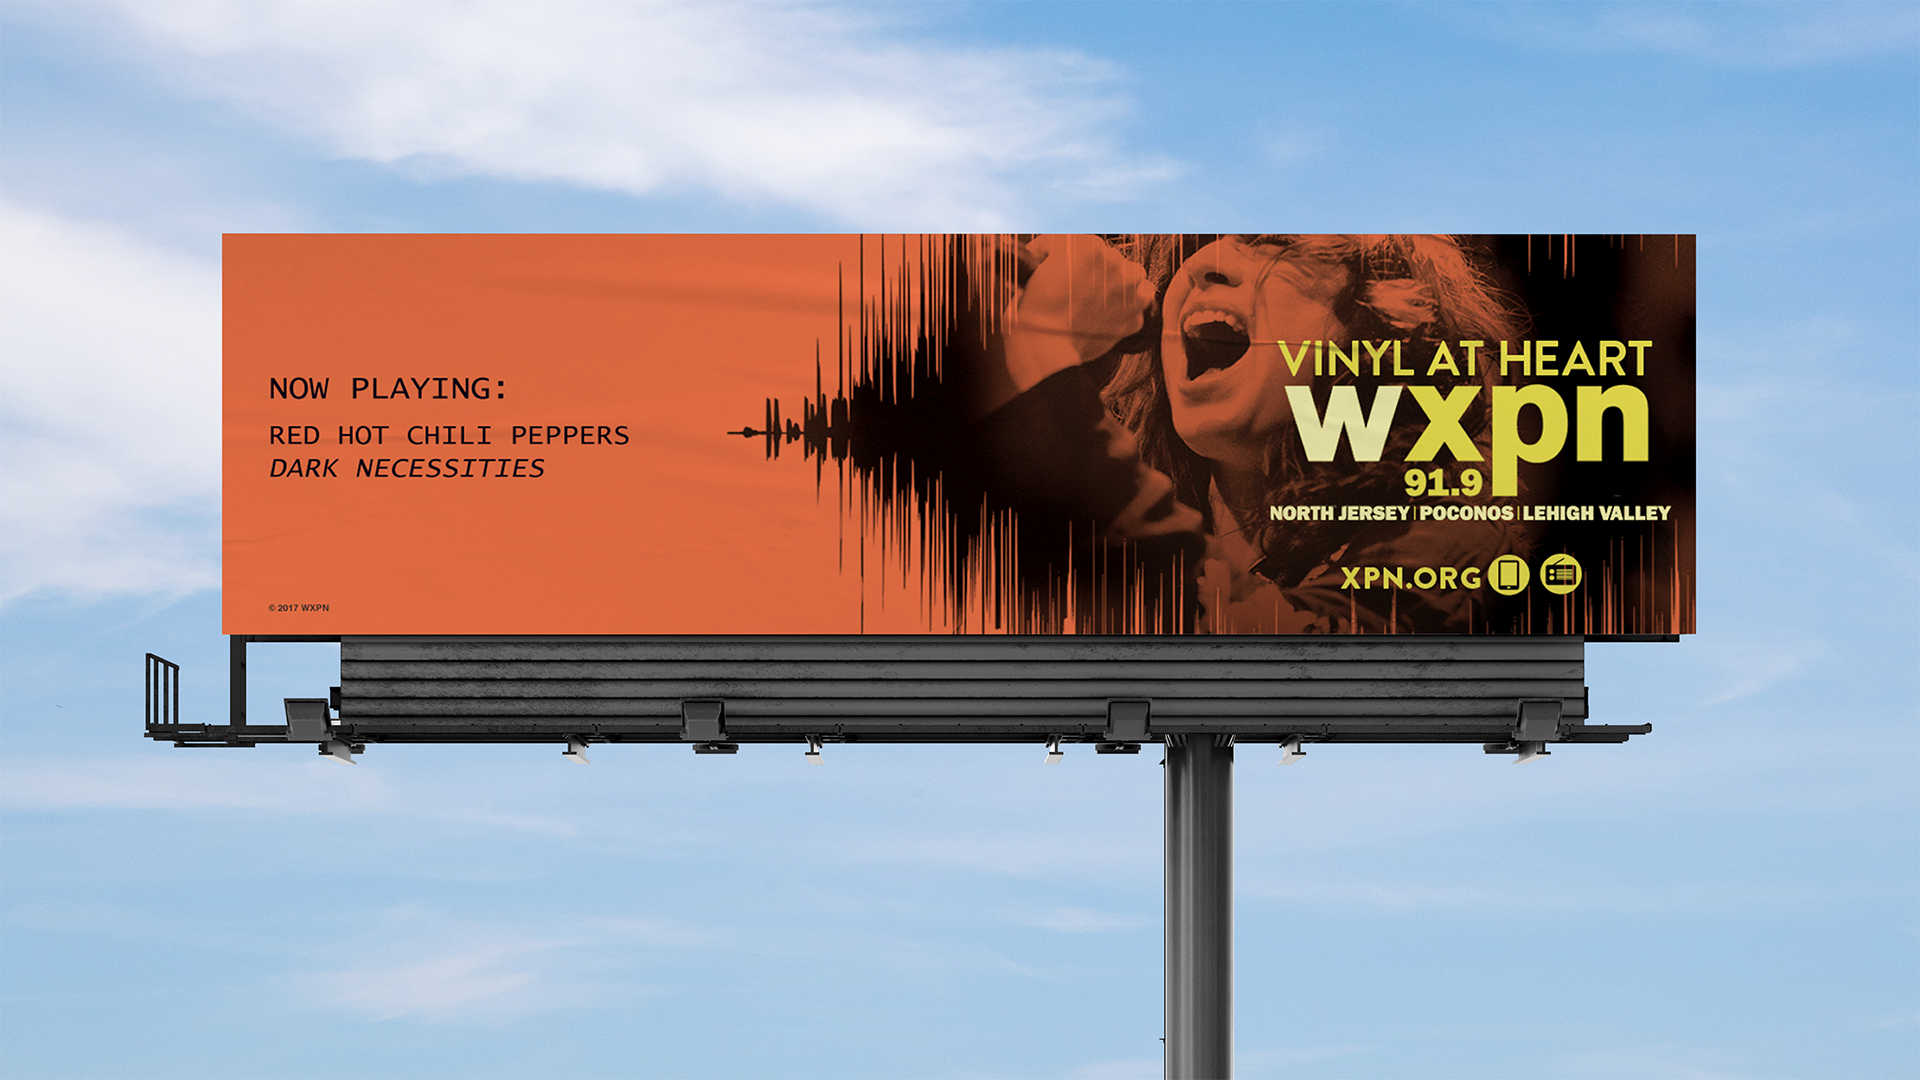 NOW PLAYING:
RED HOT CHILI PEPPERS
DARK NECESSITIES
© 2017 WXPN
VINYL AT HEART
wxpn
91.9
NORTH JERSEY | POCONOS | LEHIGH VALLEY
XPN.ORG